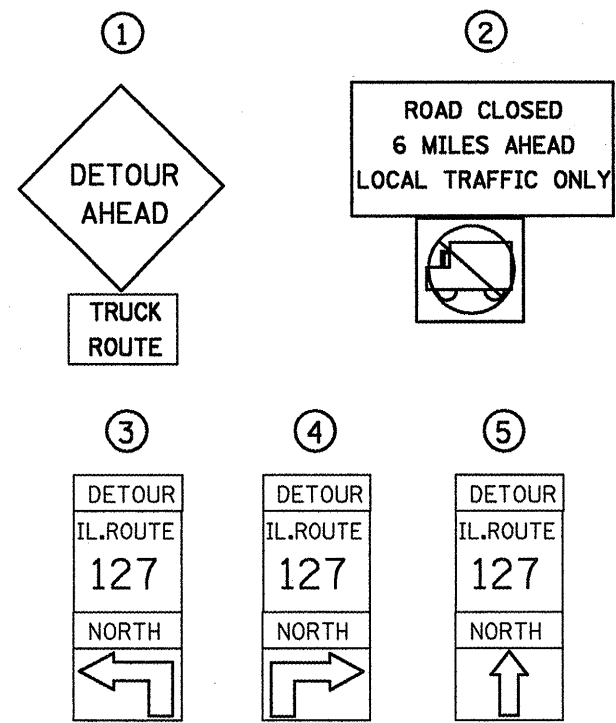 1
2
DETOUR
AHEAD
TRUCK
ROUTE
ROAD CLOSED
6 MILES AHEAD
LOCAL TRAFFIC ONLY
3
4
5
DETOUR
IL.ROUTE
127
NORTH
DETOUR
IL.ROUTE
127
NORTH
DETOUR
IL.ROUTE
127
NORTH